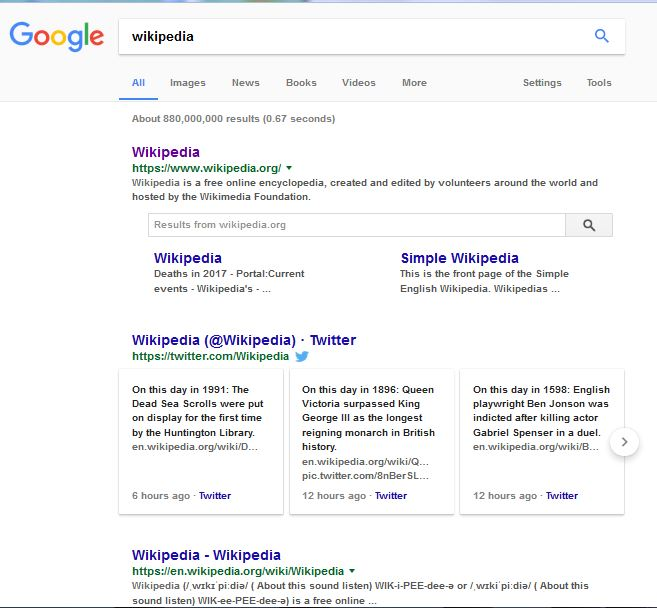 Google
wikipedia
All Images News Books Videos More Settings Tools
About 880,000,000 results (0.67 seconds)
Wikipedia
https://www.wikipedia.org/
Wikipedia is a free online encyclopedia, created and edited by volunteers around the world and
hosted by the Wikimedia Foundation.
Results from wikipedia.org
Wikipedia
Deaths in 2017 - Portal:Current
events - Wikipedia's - ...
Simple Wikipedia
This is the front page of the Simple
English Wikipedia. Wikipedias ...
Wikipedia (@Wikipedia) · Twitter
https://twitter.com/Wikipedia
On this day in 1991: The
Dead Sea Scrolls were put
on display for the first time
by the Huntington Library.
en.wikipedia.org/wiki/D...
6 hours ago · Twitter
On this day in 1896: Queen
Victoria surpassed King
George III as the longest
reigning monarch in British
history.
en.wikipedia.org/wiki/Q...
pic.twitter.com/8nBerSL...
12 hours ago · Twitter
On this day in 1598: English
playwright Ben Jonson was
indicted after killing actor
Gabriel Spenser in a duel.
en.wikipedia.org/wiki/B...
12 hours ago · Twitter
Wikipedia - Wikipedia
https://en.wikipedia.org/wiki/Wikipedia
Wikipedia (/ˌwɪkɪˈpiːdiə/ ( About this sound listen) WIK-i-PEE-dee-ə or /ˌwɪkiˈpiːdiə/ ( About this
sound listen) WIK-ee-PEE-dee-ə) is a free online ...